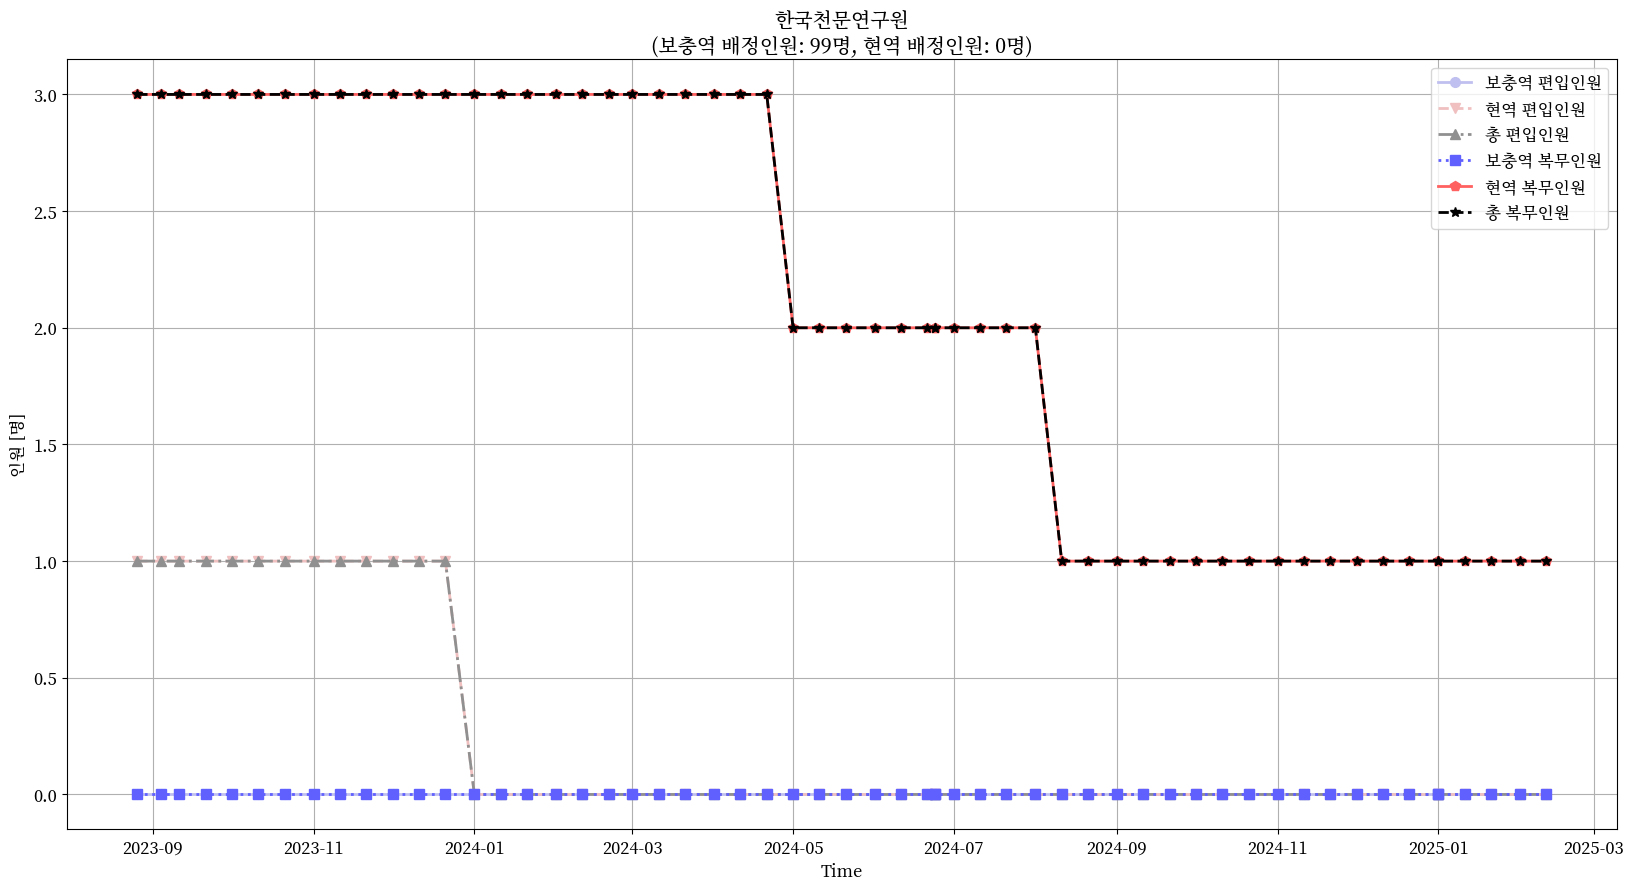 한국천문연구원
(보충역 배정인원: 99명, 현역 배정인원: 0명)
보충역 편입인원
현역 편입인원
총 편입인원
보충역 복무인원
현역 복무인원
총 복무인원
인원 [명]
3.0
2.5
2.0
1.5
1.0
0.5
0.0
2023-09
2023-11
2024-01
2024-03
2024-05
2024-07
2024-09
2024-11
2025-01
2025-03
Time